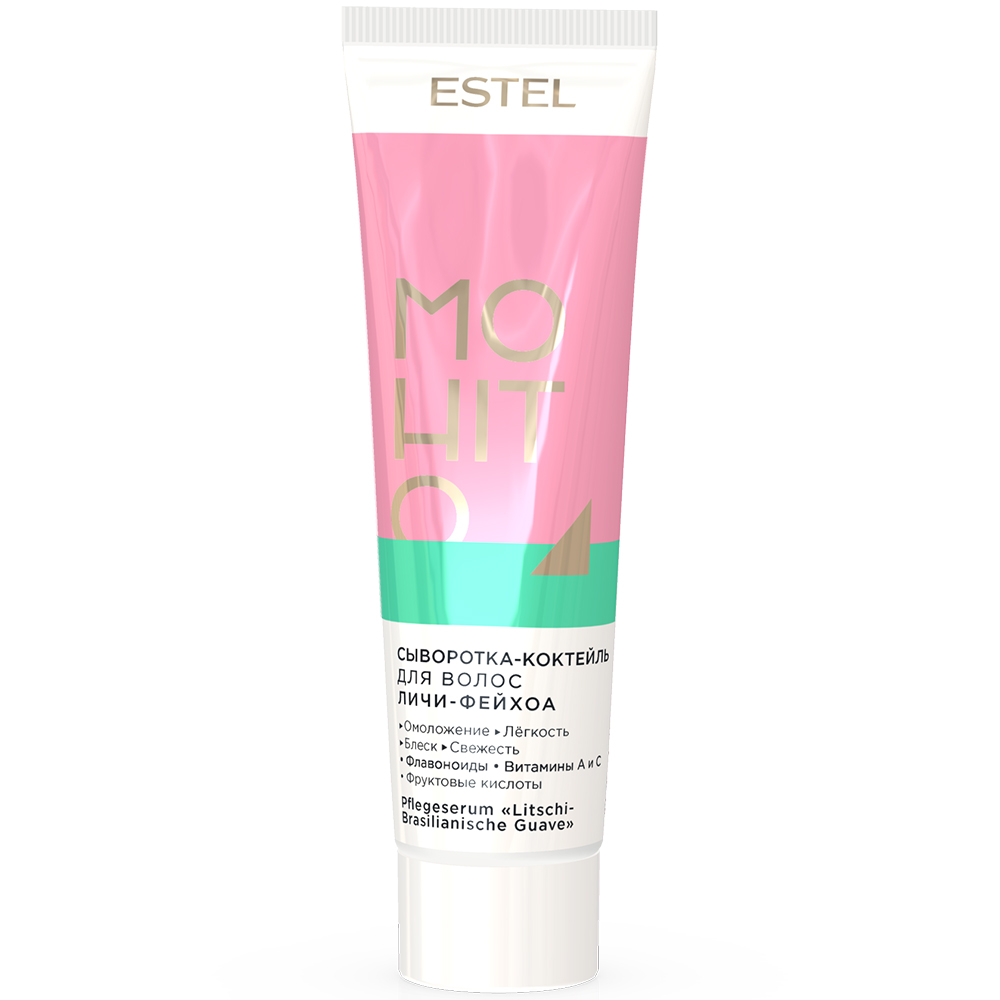 ESTEL
MO
HIT
O
СЫВОРОТКА-КОКТЕЙЛЬ
ДЛЯ ВОЛОС
ЛИЧИ-ФЕЙХОА
▸Омоложение ▸ Лёгкость
▸Блеск ▸ Свежесть
• Флавоноиды • Витамины А и С
• Фруктовые кислоты
Pflegeserum «Litschi-
Brasilianische Guave»